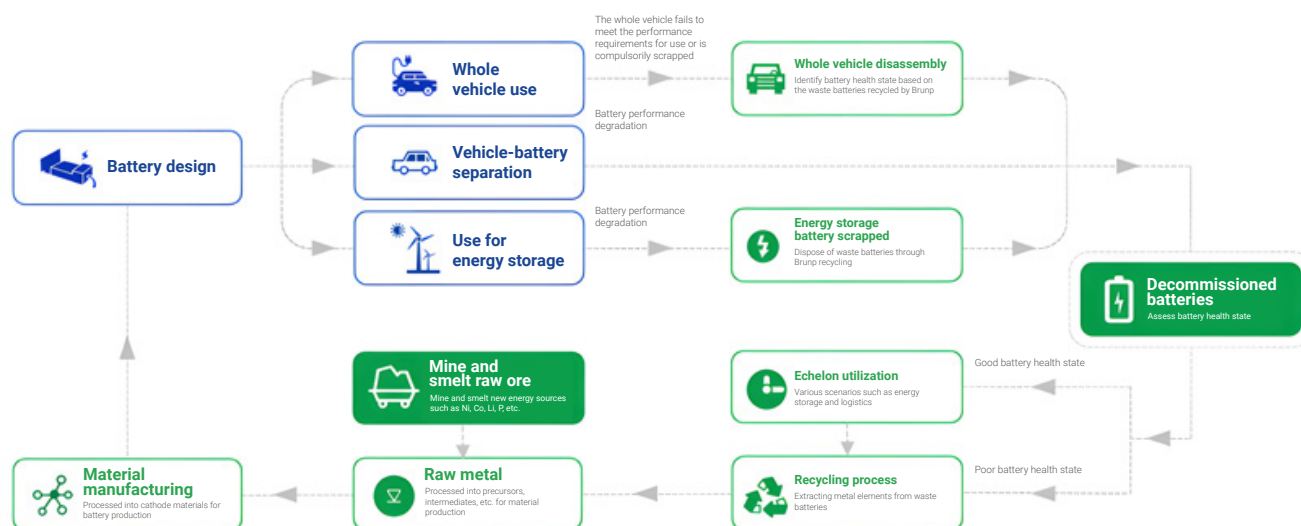 The whole vehicle fails to
meet the performance
requirements for use or is
compulsorily scrapped
Whole
vehicle use
Whole vehicle disassembly
Identify battery health state based on
the waste batteries recycled by Brunp
Battery performance
degradation
Battery design
Vehicle-battery
separation
Battery performance
degradation
Use for
energy storage
Energy storage
battery scrapped
Dispose of waste batteries through
Brunp recycling
Decommissioned
batteries
Assess battery health state
Mine and
smelt raw ore
Mine and smelt new energy sources
such as Ni, Co, Li, P, etc.
Echelon utilization
Various scenarios such as energy
storage and logistics
Good battery health state
Material
manufacturing
Processed into cathode materials for
battery production
Raw metal
Processed into precursors,
intermediates, etc. for material
production
Recycling process
Extracting metal elements from waste
batteries
Poor battery health state